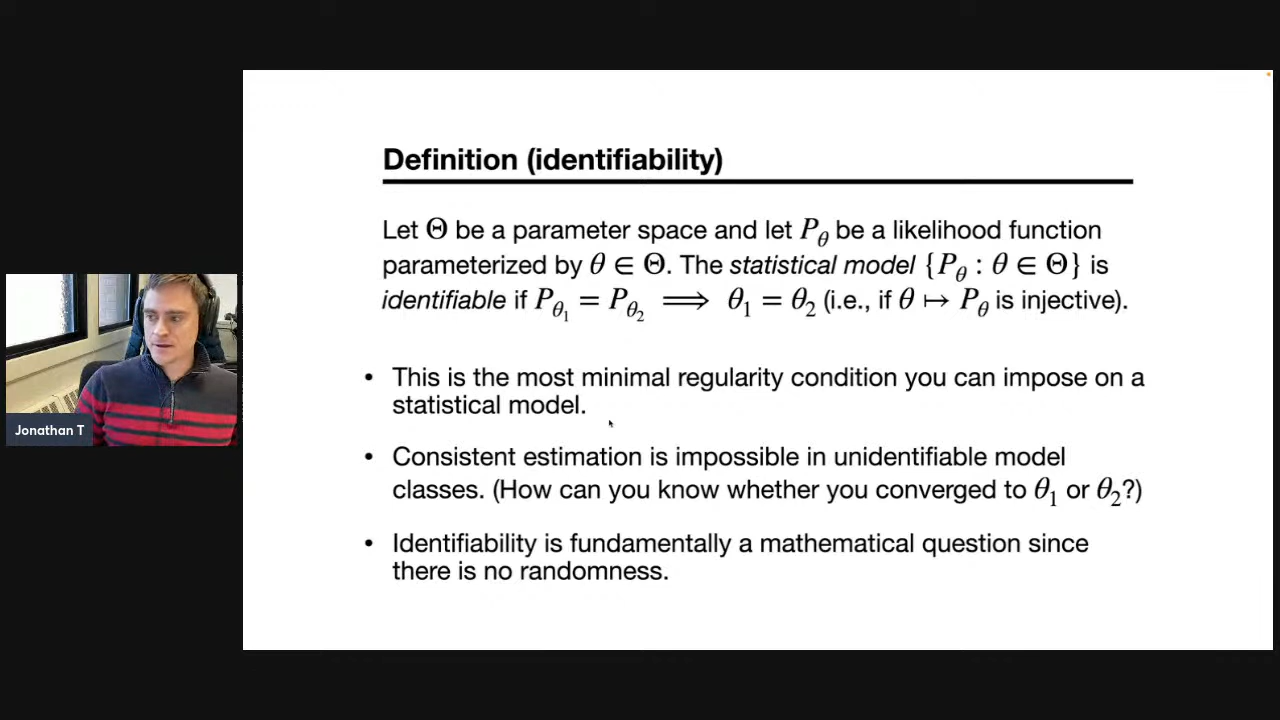 Definition (identifiability)
Let Θ be a parameter space and let P_θ be a likelihood function
parameterized by θ ∈ Θ. The statistical model {P_θ : θ ∈ Θ} is
identifiable if P_θ₁ = P_θ₂ ⟹ θ₁ = θ₂ (i.e., if θ ↦ P_θ is injective).
• This is the most minimal regularity condition you can impose on a
statistical model.
• Consistent estimation is impossible in unidentifiable model
classes. (How can you know whether you converged to θ₁ or θ₂?)
• Identifiability is fundamentally a mathematical question since
there is no randomness.
Jonathan T